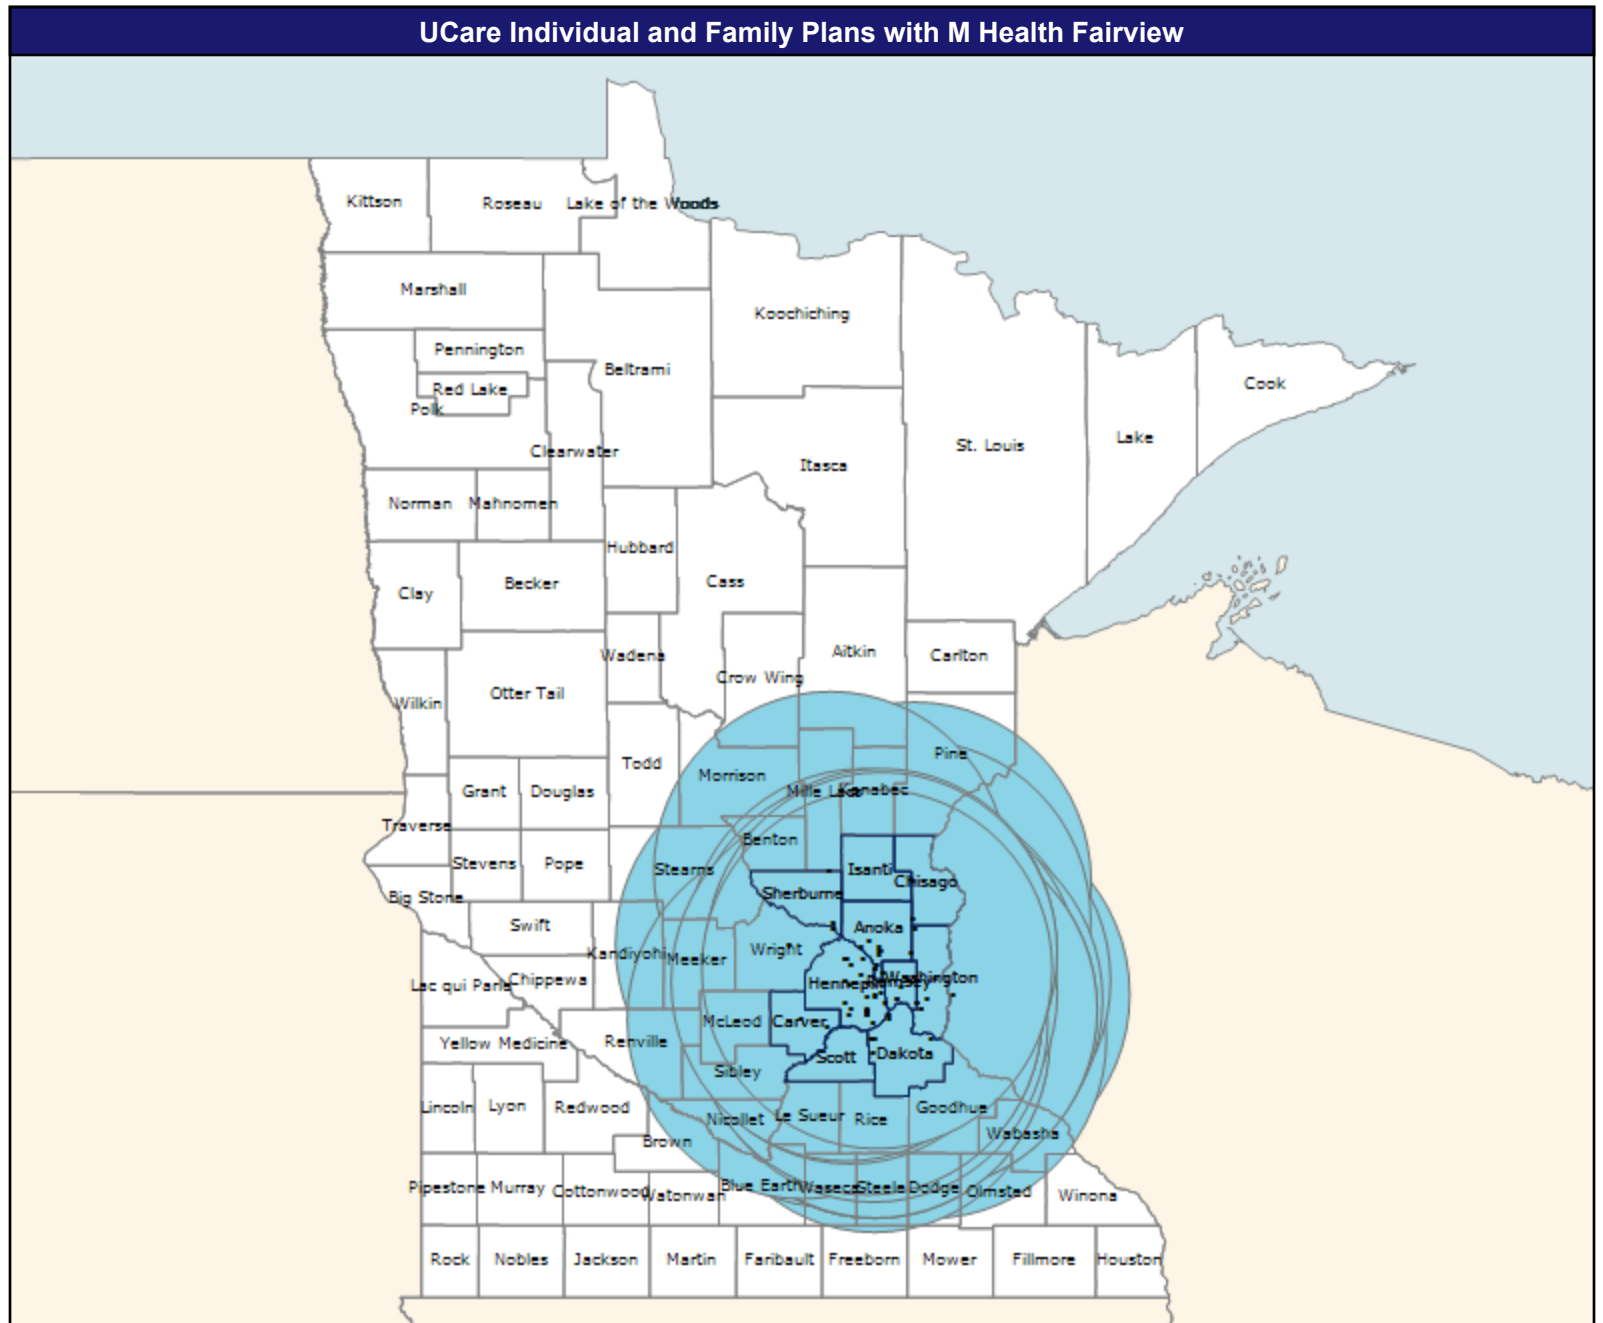 UCare Individual and Family Plans with M Health Fairview
Kittson
Roseau
Lake of the Woods
Marshall
Koochiching
Pennington
Beltrami
Red Lake
Polk
Cook
Lake
St. Louis
Clearwater
Itasca
Norman
Mahnomen
Hubbard
Cass
Becker
Clay
Wadena
Aitkin
Carlton
Crow Wing
Otter Tail
Wilkin
Pine
Todd
Morrison
Grant
Douglas
Mille Lacs
Kanabec
Traverse
Benton
Stevens
Pope
Stearns
Isanti
Chisago
Sherburne
Big Stone
Swift
Anoka
Kandiyohi
Meeker
Wright
Lac qui Parle
Chippewa
Hennepin
Ramsey
Washington
McLeod
Carver
Yellow Medicine
Renville
Scott
Dakota
Sibley
Lincoln
Lyon
Redwood
Nicollet
Le Sueur
Rice
Goodhue
Brown
Wabasha
Pipestone
Murray
Cottonwood
Watonwan
Blue Earth
Waseca
Steele
Dodge
Olmsted
Winona
Rock
Nobles
Jackson
Martin
Faribault
Freeborn
Mower
Fillmore
Houston